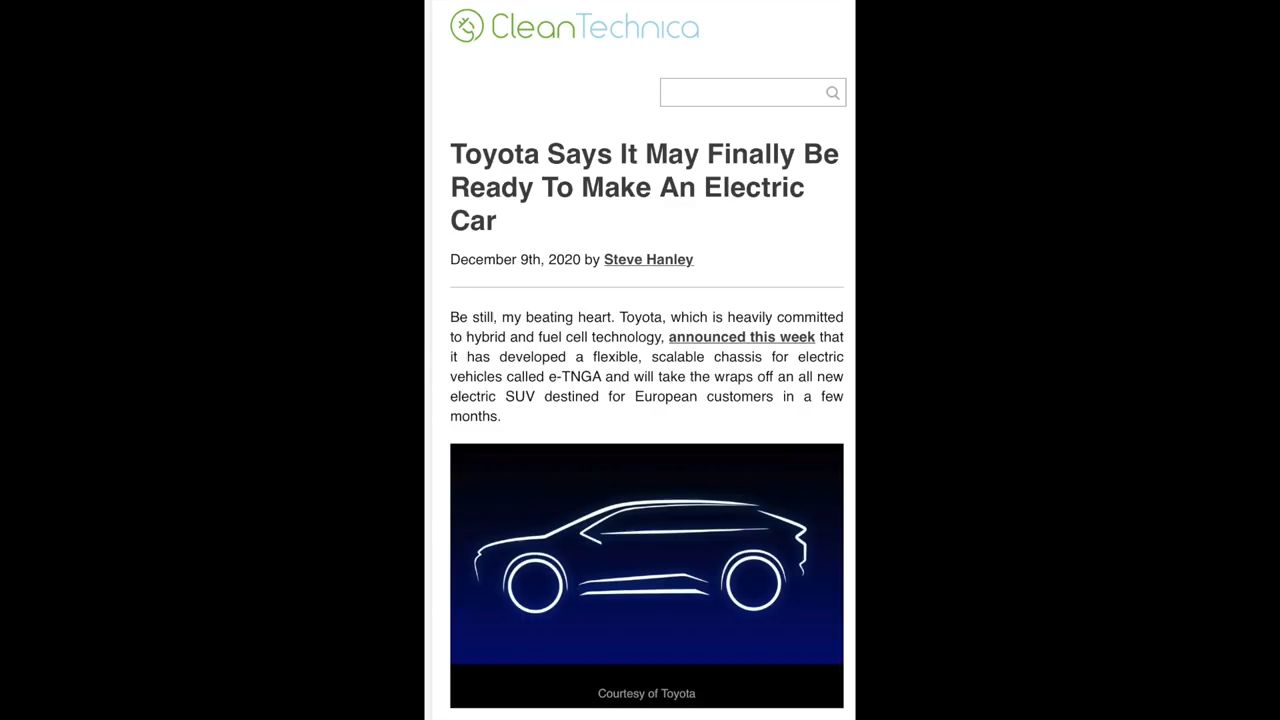 CleanTechnica
Toyota Says It May Finally Be
Ready To Make An Electric
Car
December 9th, 2020 by Steve Hanley
Be still, my beating heart. Toyota, which is heavily committed
to hybrid and fuel cell technology, announced this week that
it has developed a flexible, scalable chassis for electric
vehicles called e-TNGA and will take the wraps off an all new
electric SUV destined for European customers in a few
months.
Courtesy of Toyota